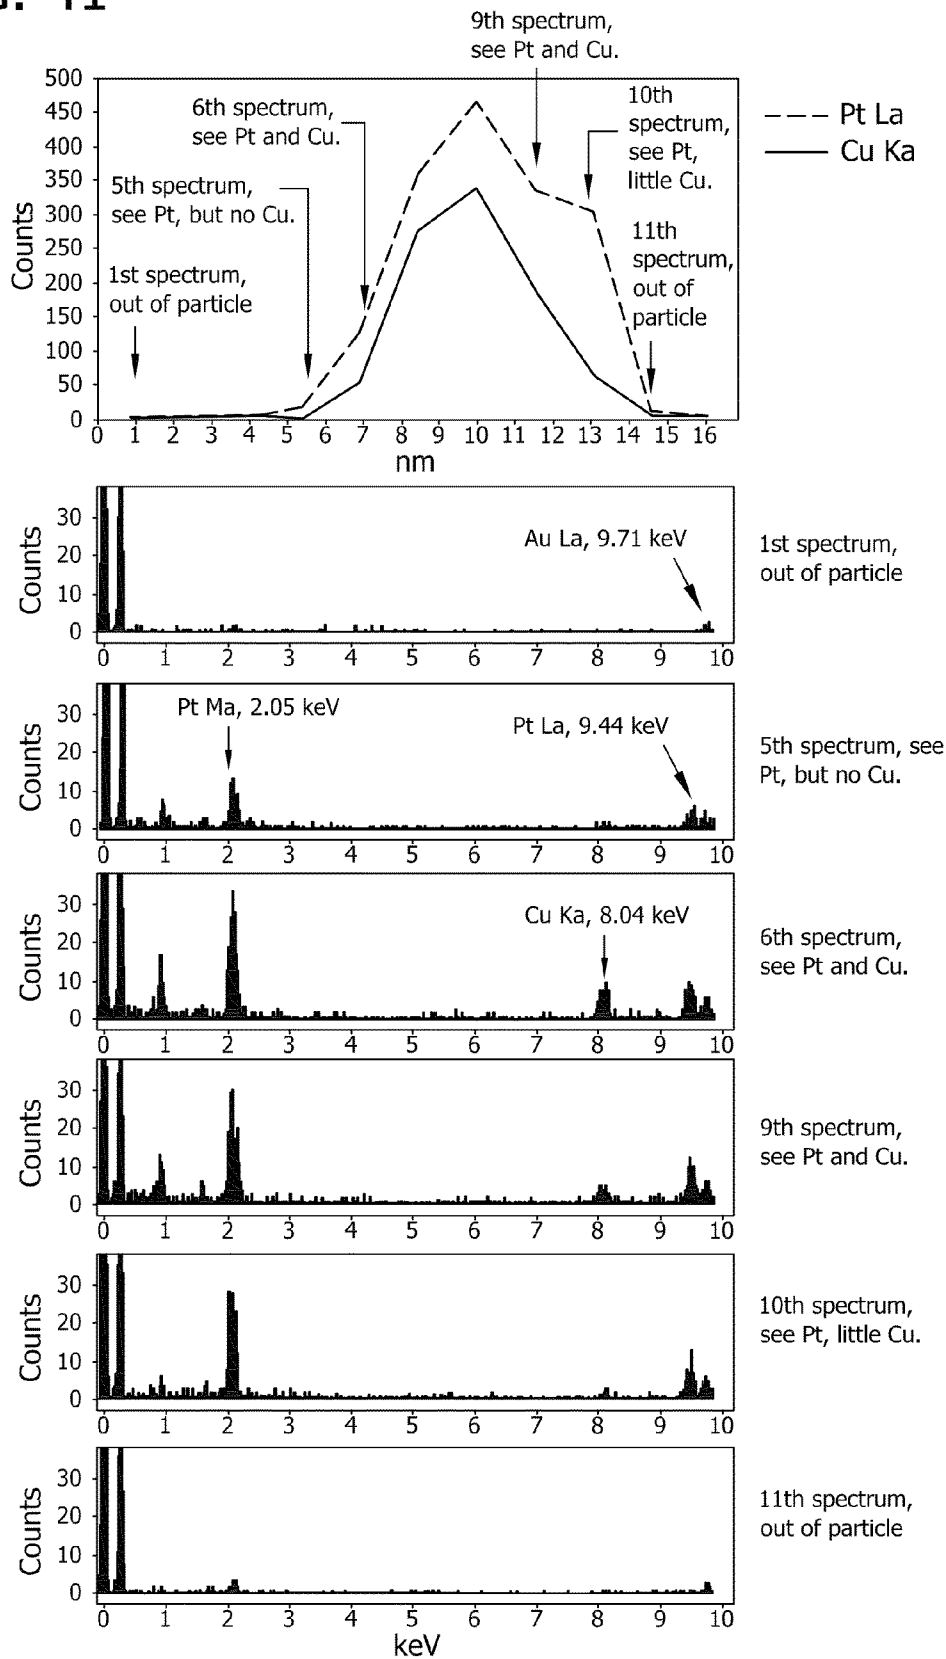 9th spectrum,
see Pt and Cu.
500
450
400
350
300
250
200
150
100
50
0
Counts
6th spectrum,
see Pt and Cu.
5th spectrum,
see Pt, but no Cu.
1st spectrum,
out of particle
10th
spectrum,
see Pt,
little Cu.
11th
spectrum,
out of
particle
Pt La
Cu Ka
0 1 2 3 4 5 6 7 8 9 10 11 12 13 14 15 16
nm
Counts
30
20
10
0
Au La, 9.71 keV
1st spectrum,
out of particle
0 1 2 3 4 5 6 7 8 9 10
Counts
30
20
10
0
Pt Ma, 2.05 keV
Pt La, 9.44 keV
5th spectrum, see
Pt, but no Cu.
0 1 2 3 4 5 6 7 8 9 10
Counts
30
20
10
0
Cu Ka, 8.04 keV
6th spectrum,
see Pt and Cu.
0 1 2 3 4 5 6 7 8 9 10
Counts
30
20
10
0
9th spectrum,
see Pt and Cu.
0 1 2 3 4 5 6 7 8 9 10
Counts
30
20
10
0
10th spectrum,
see Pt, little Cu.
0 1 2 3 4 5 6 7 8 9 10
Counts
30
20
10
0
11th spectrum,
out of particle
0 1 2 3 4 5 6 7 8 9 10
keV